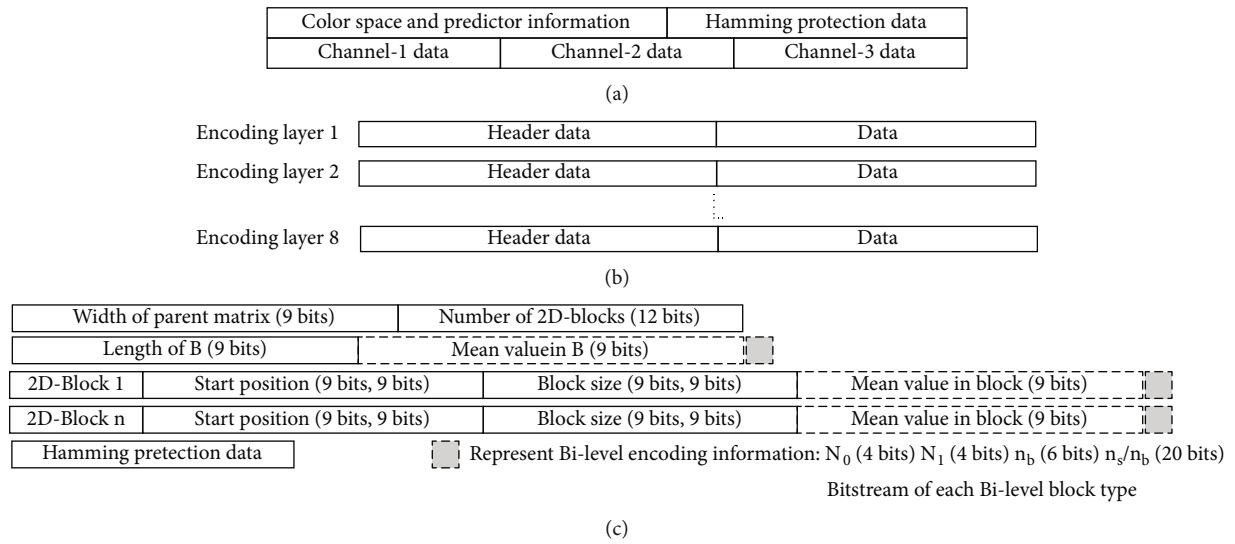 Color space and predictor information Hamming protection data
Channel-1 data Channel-2 data Channel-3 data
(a)
Encoding layer 1 Header data Data
Encoding layer 2 Header data Data
Encoding layer 8 Header data Data
(b)
Width of parent matrix (9 bits) Number of 2D-blocks (12 bits)
Length of B (9 bits) Mean valuein B (9 bits)
2D-Block 1 Start position (9 bits, 9 bits) Block size (9 bits, 9 bits) Mean value in block (9 bits)
2D-Block n Start position (9 bits, 9 bits) Block size (9 bits, 9 bits) Mean value in block (9 bits)
Hamming pretection data Represent Bi-level encoding information: N0 (4 bits) N1 (4 bits) nb (6 bits) ns/nb (20 bits)
Bitstream of each Bi-level block type
(c)